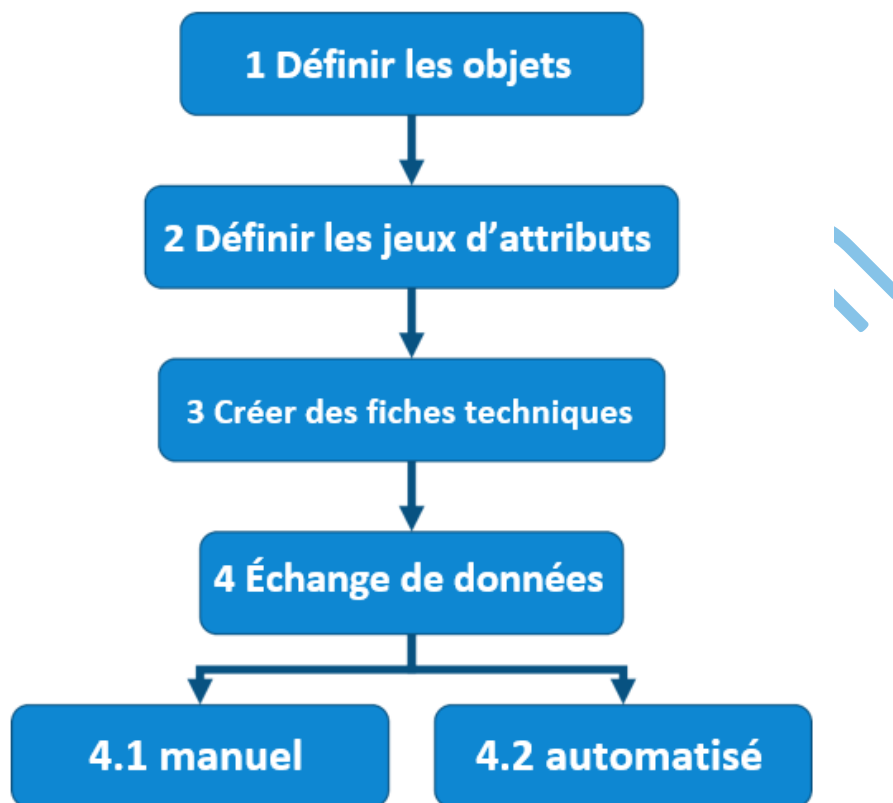 1 Définir les objets
2 Définir les jeux d’attributs
3 Créer des fiches techniques
4 Échange de données
4.1 manuel
4.2 automatisé